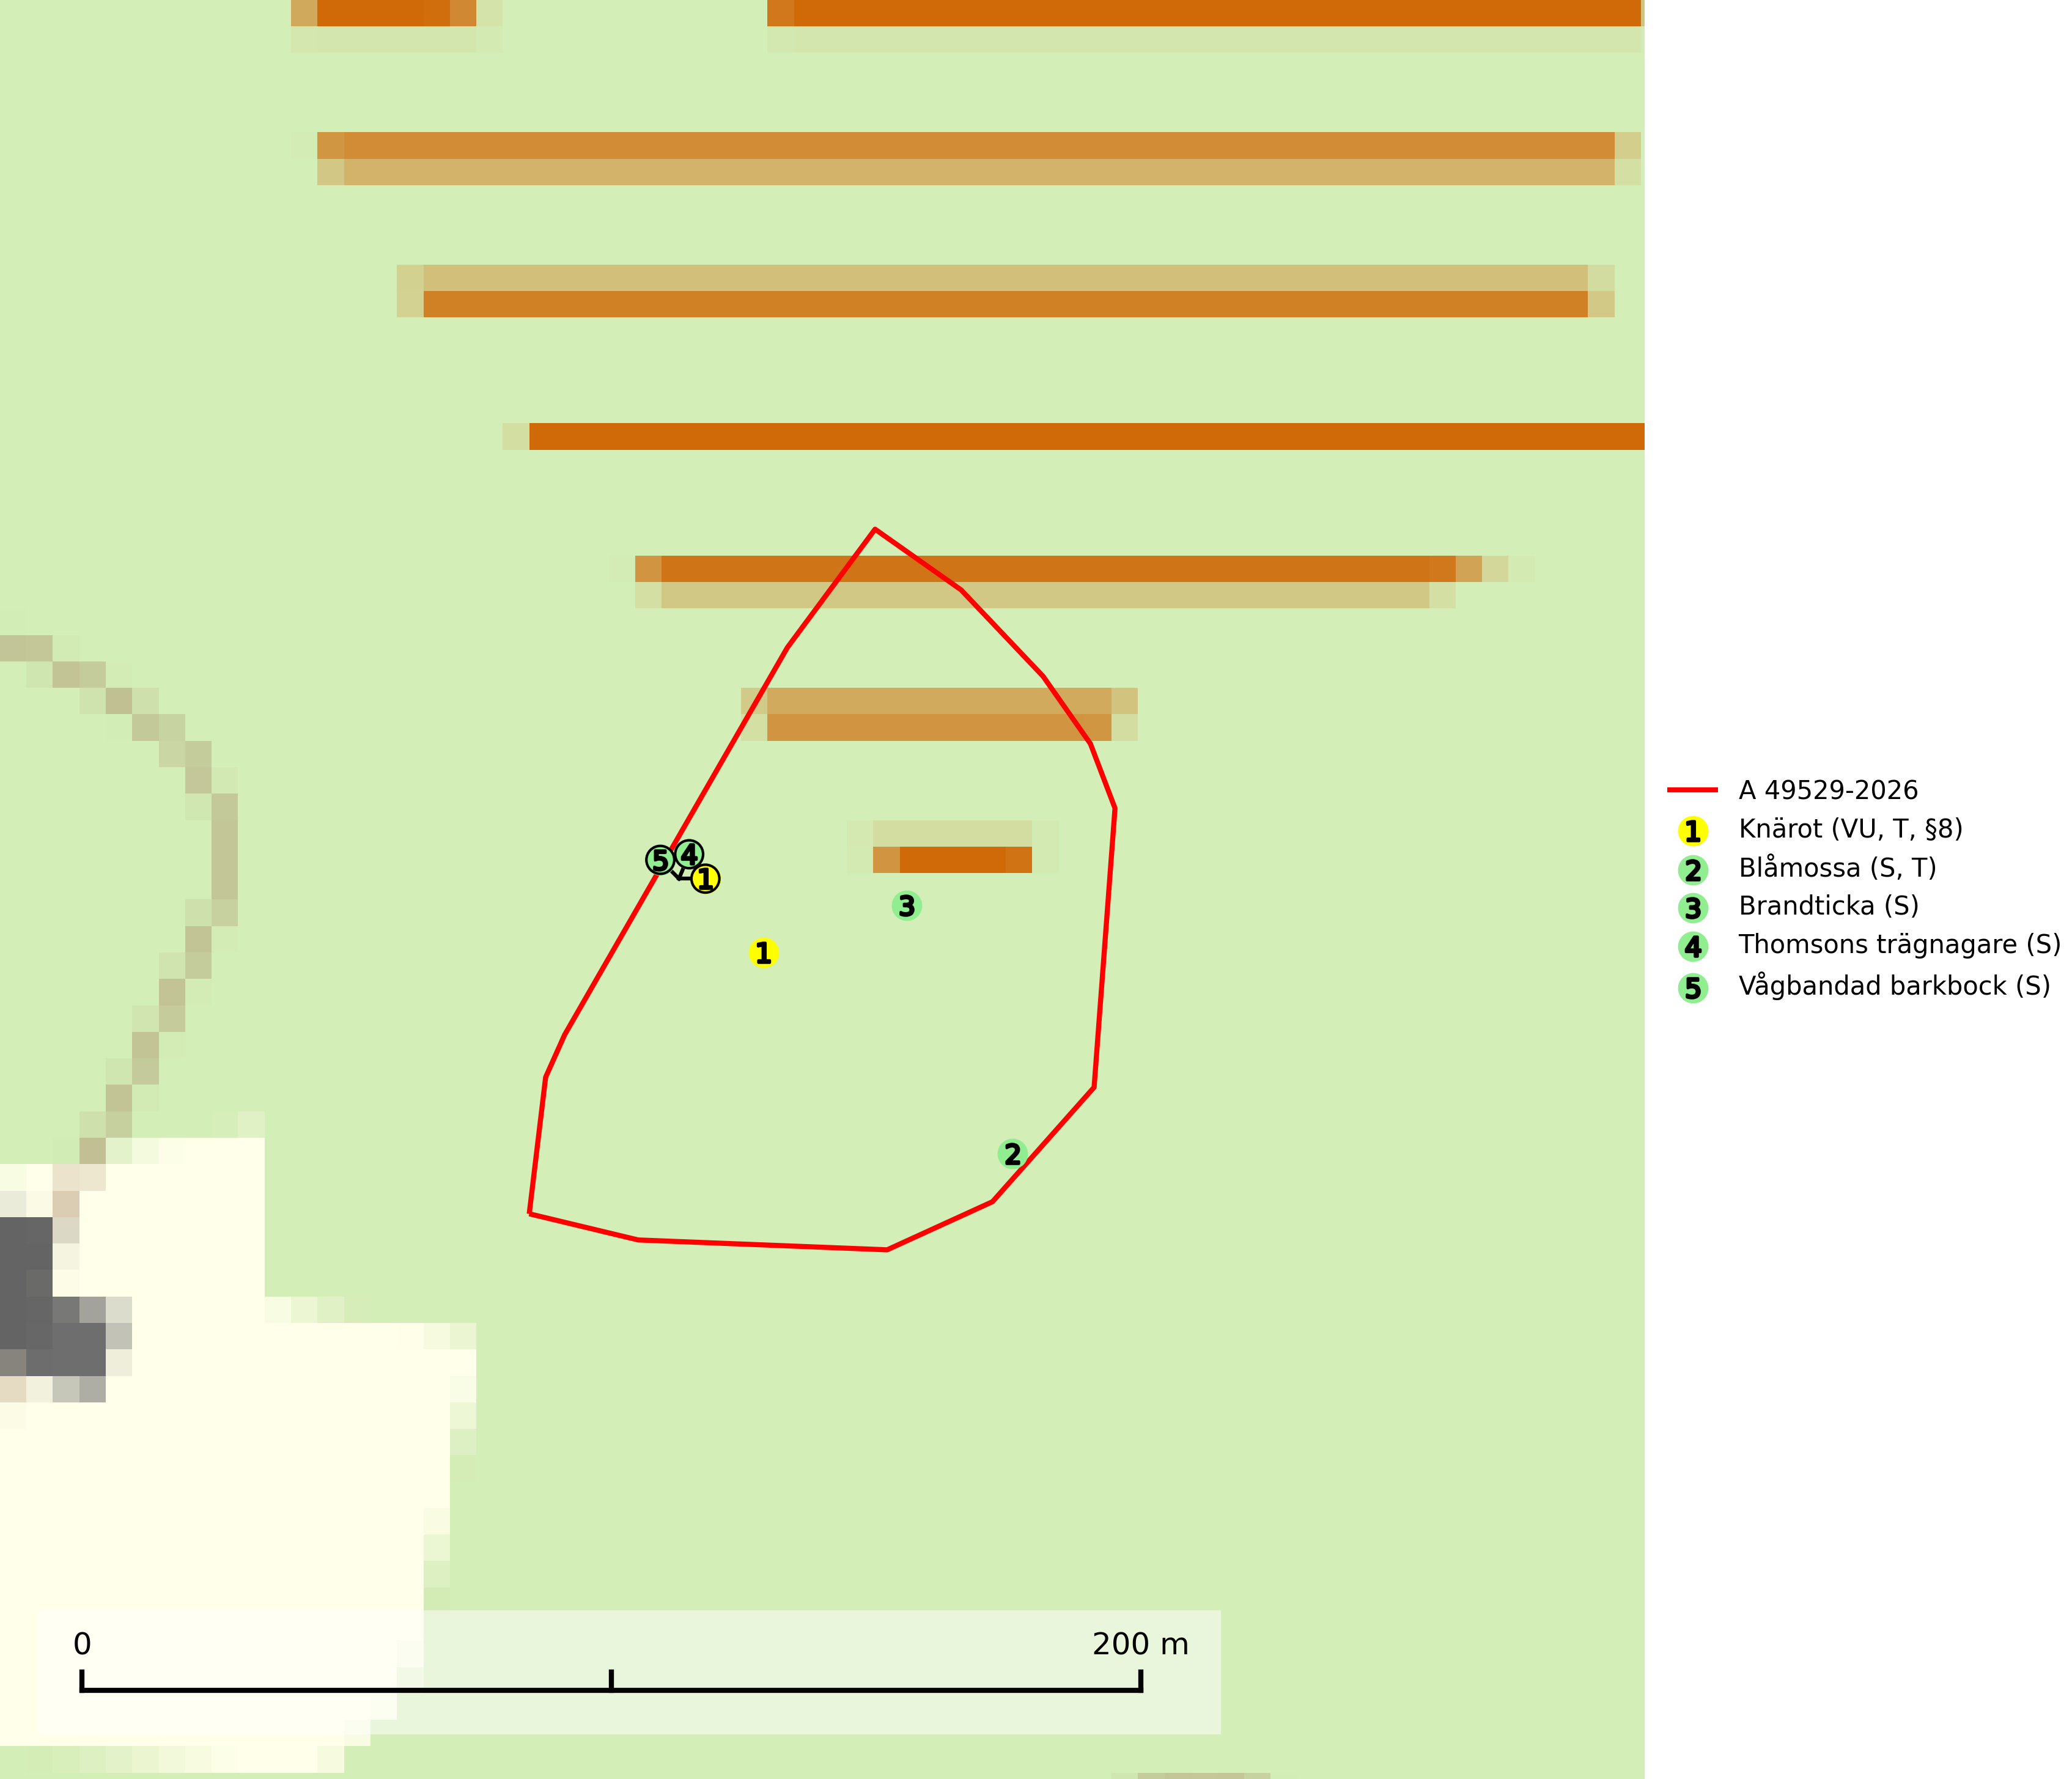 5
4
1
3
1
2
0
200 m
A 49529-2026
1 Knärot (VU, T, §8)
2 Blåmossa (S, T)
3 Brandticka (S)
4 Thomsons trägnagare (S)
5 Vågbandad barkbock (S)